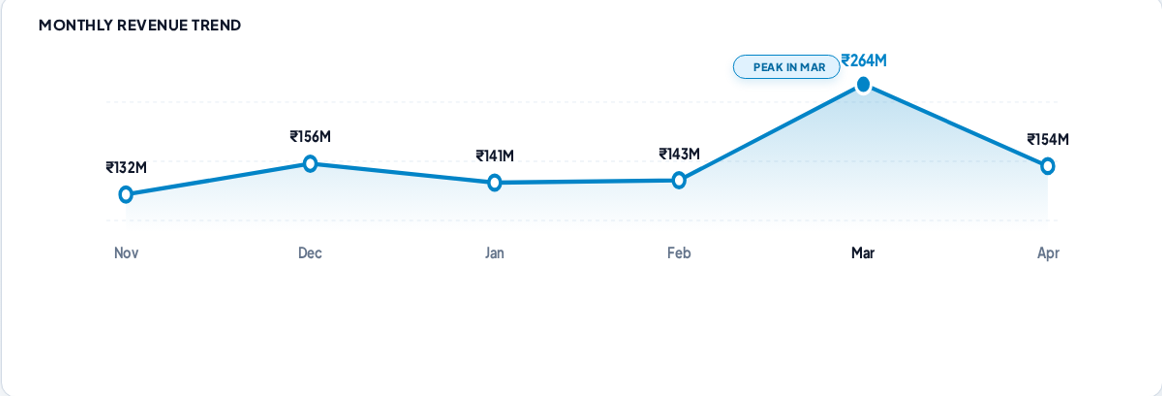 MONTHLY REVENUE TREND
PEAK IN MAR
₹264M
₹132M
₹156M
₹141M
₹143M
₹154M
Nov
Dec
Jan
Feb
Mar
Apr